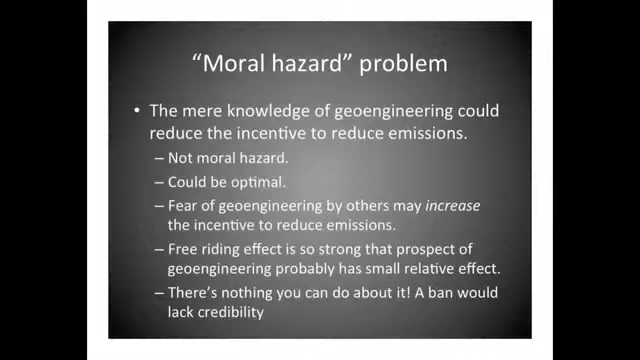 “Moral hazard” problem
• The mere knowledge of geoengineering could
reduce the incentive to reduce emissions.
– Not moral hazard.
– Could be optimal.
– Fear of geoengineering by others may increase
the incentive to reduce emissions.
– Free riding effect is so strong that prospect of
geoengineering probably has small relative effect.
– There’s nothing you can do about it! A ban would
lack credibility